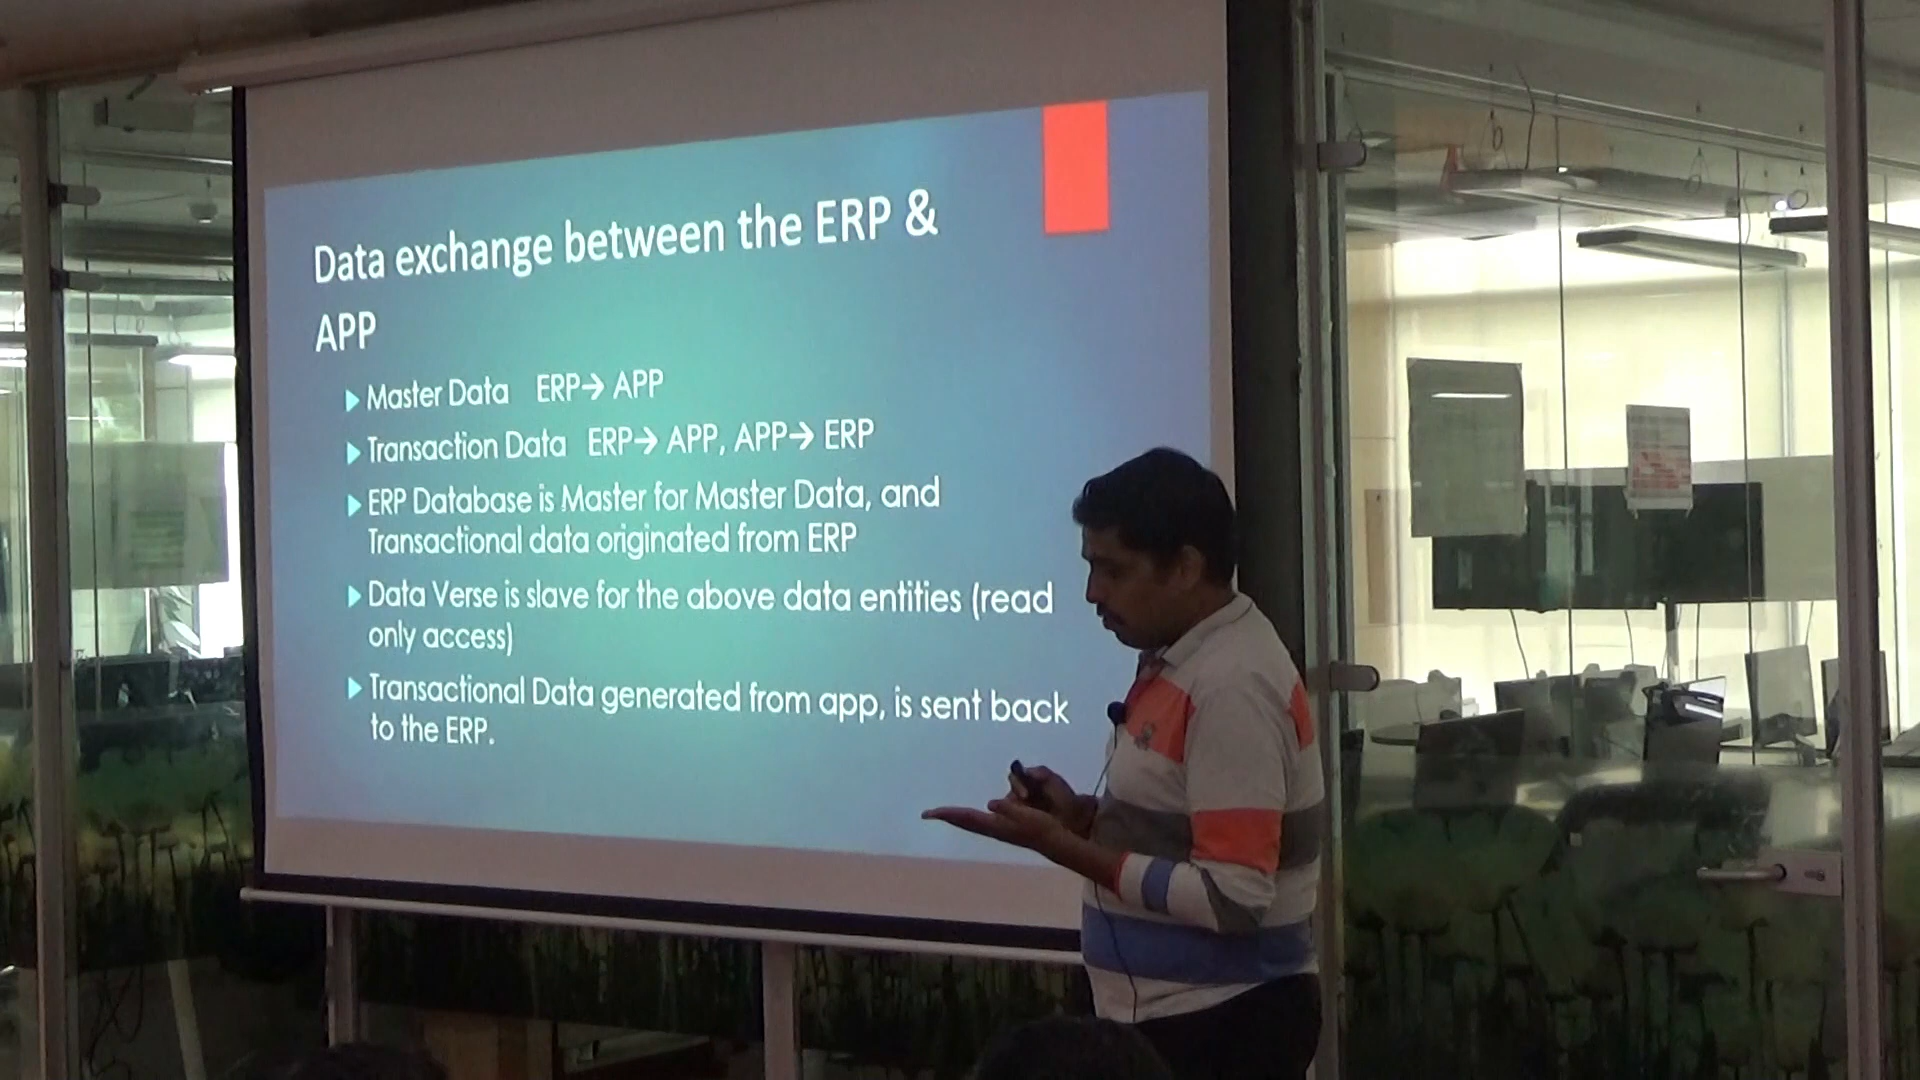 Data exchange between the ERP &
APP
Master Data ERP→ APP
Transaction Data ERP→ APP, APP→ ERP
ERP Database is Master for Master Data, and
Transactional data originated from ERP
Data Verse is slave for the above data entities (read
only access)
Transactional Data generated from app, is sent back
to the ERP.